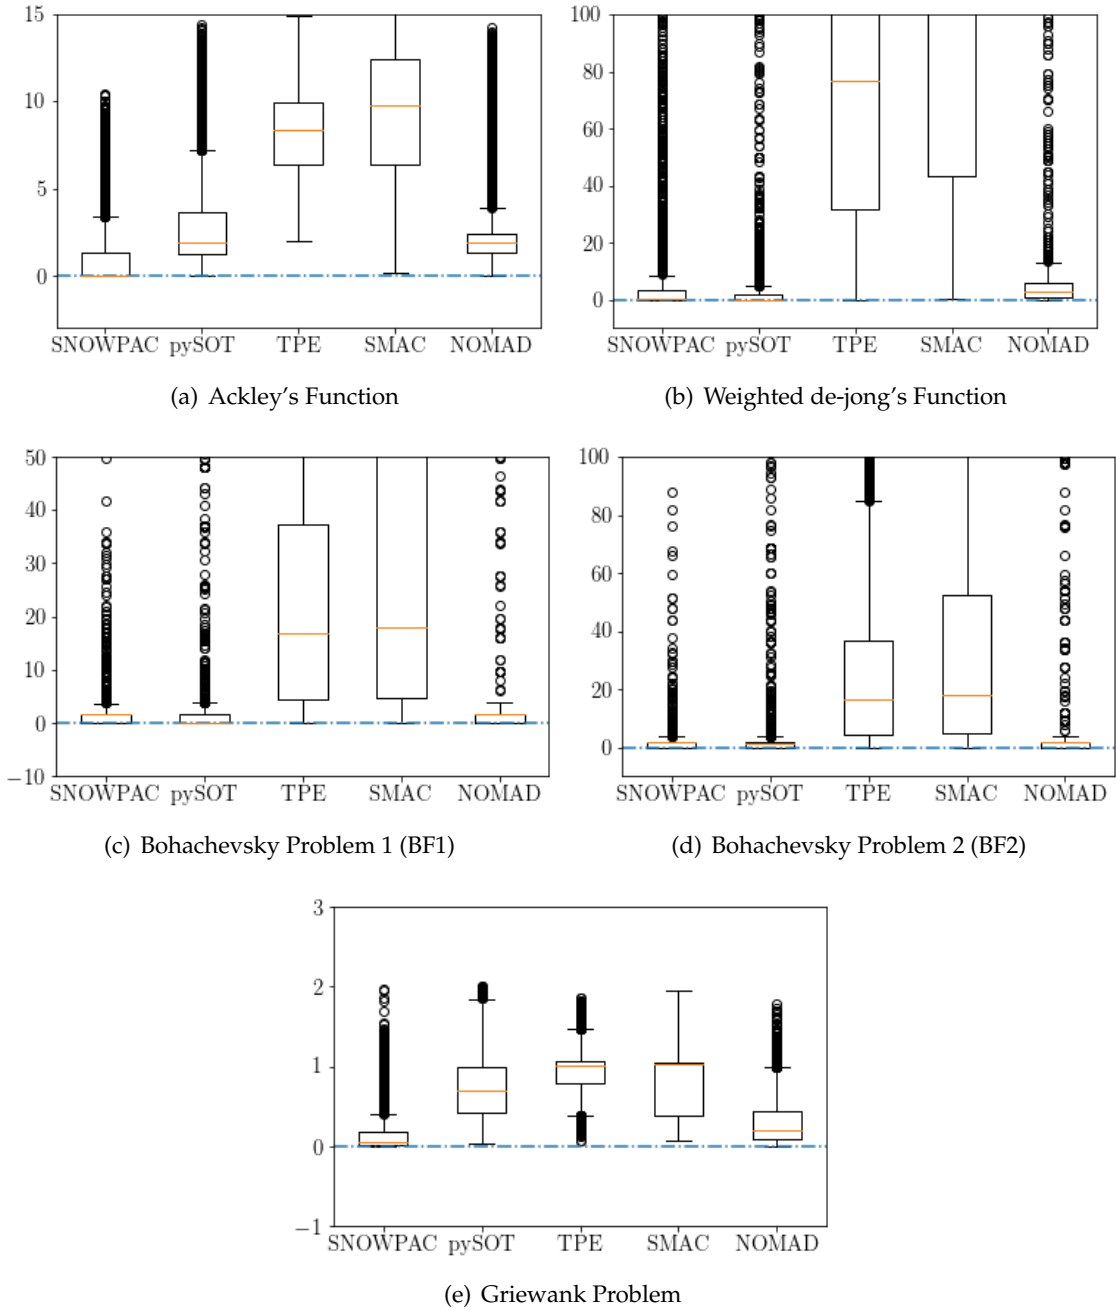 15
10
5
0
SNOWPAC pySOT TPE SMAC NOMAD
(a) Ackley's Function
100
80
60
40
20
0
SNOWPAC pySOT TPE SMAC NOMAD
(b) Weighted de-jong's Function
50
40
30
20
10
0
−10
SNOWPAC pySOT TPE SMAC NOMAD
(c) Bohachevsky Problem 1 (BF1)
100
80
60
40
20
0
SNOWPAC pySOT TPE SMAC NOMAD
(d) Bohachevsky Problem 2 (BF2)
3
2
1
0
−1
SNOWPAC pySOT TPE SMAC NOMAD
(e) Griewank Problem